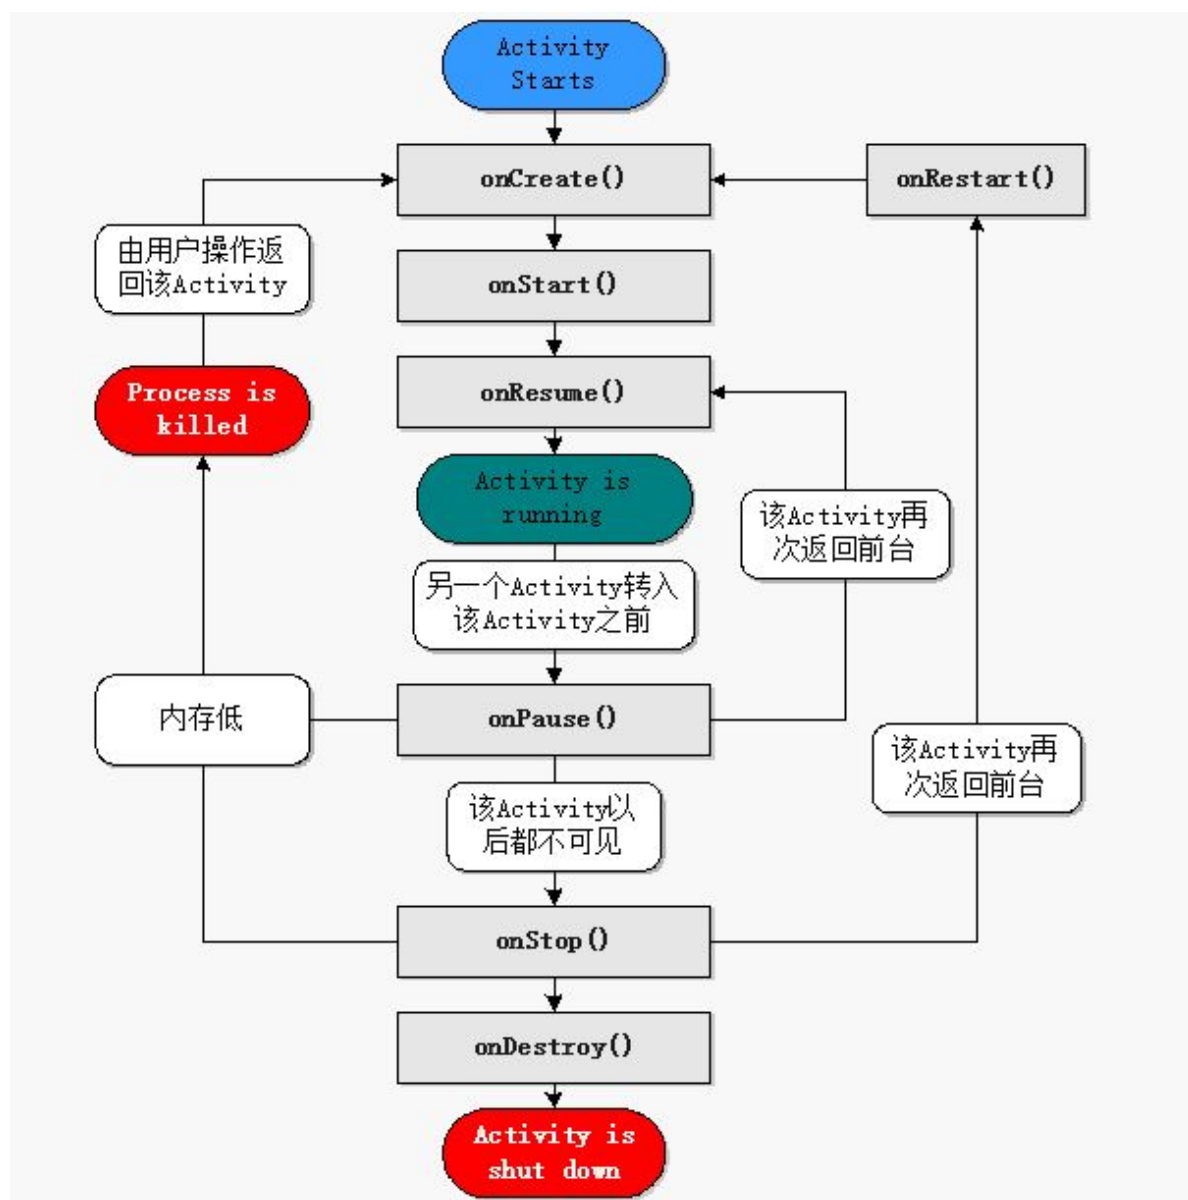 Activity
Starts
onCreate()
onRestart()
由用户操作返
回该Activity
onStart()
Process is
killed
onResume()
Activity is
running
该Activity再
次返回前台
另一个Activity转入
该Activity之前
内存低
onPause()
该Activity再
次返回前台
该Activity以
后都不可见
onStop()
onDestroy()
Activity is
shut down